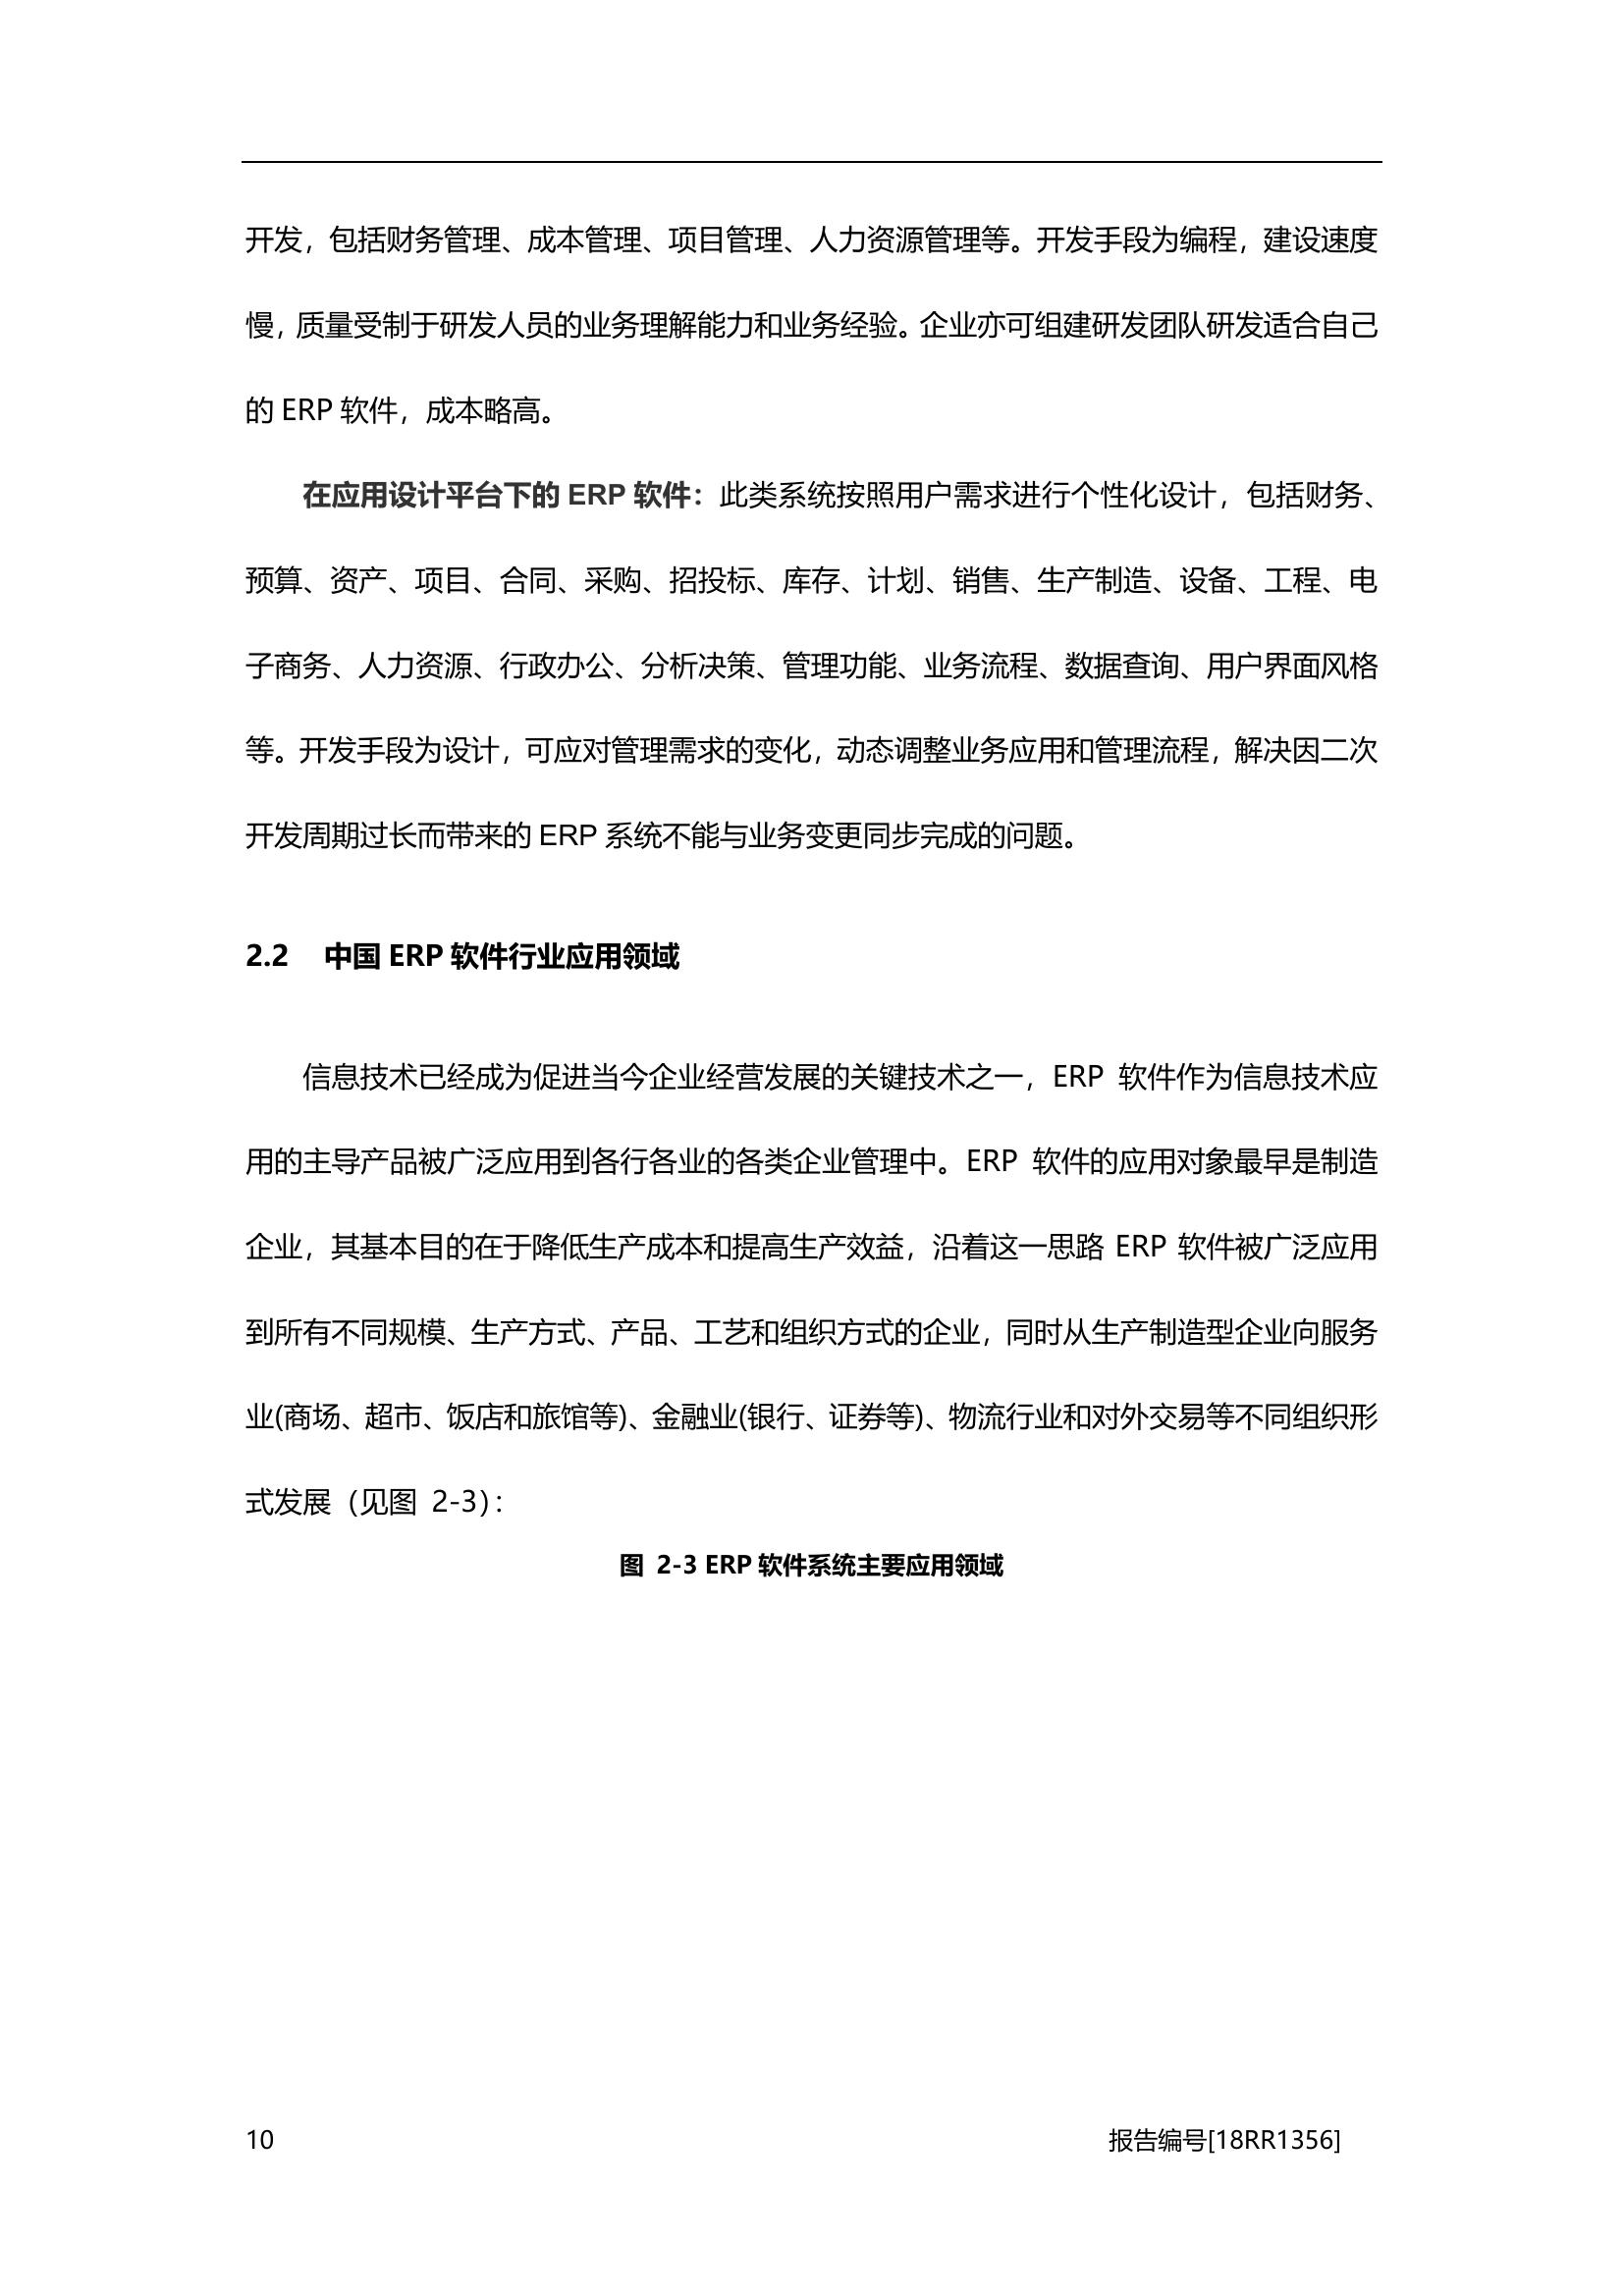 开发，包括财务管理、成本管理、项目管理、人力资源管理等。开发手段为编程，建设速度
慢，质量受制于研发人员的业务理解能力和业务经验。企业亦可组建研发团队研发适合自己
的 ERP 软件，成本略高。
在应用设计平台下的 ERP 软件：此类系统按照用户需求进行个性化设计，包括财务、
预算、资产、项目、合同、采购、招投标、库存、计划、销售、生产制造、设备、工程、电
子商务、人力资源、行政办公、分析决策、管理功能、业务流程、数据查询、用户界面风格
等。开发手段为设计，可应对管理需求的变化，动态调整业务应用和管理流程，解决因二次
开发周期过长而带来的 ERP 系统不能与业务变更同步完成的问题。
2.2 中国 ERP 软件行业应用领域
信息技术已经成为促进当今企业经营发展的关键技术之一，ERP 软件作为信息技术应
用的主导产品被广泛应用到各行各业的各类企业管理中。ERP 软件的应用对象最早是制造
企业，其基本目的在于降低生产成本和提高生产效益，沿着这一思路 ERP 软件被广泛应用
到所有不同规模、生产方式、产品、工艺和组织方式的企业，同时从生产制造型企业向服务
业(商场、超市、饭店和旅馆等)、金融业(银行、证券等)、物流行业和对外交易等不同组织形
式发展（见图 2-3）：
图 2-3 ERP 软件系统主要应用领域
10 报告编号[18RR1356]